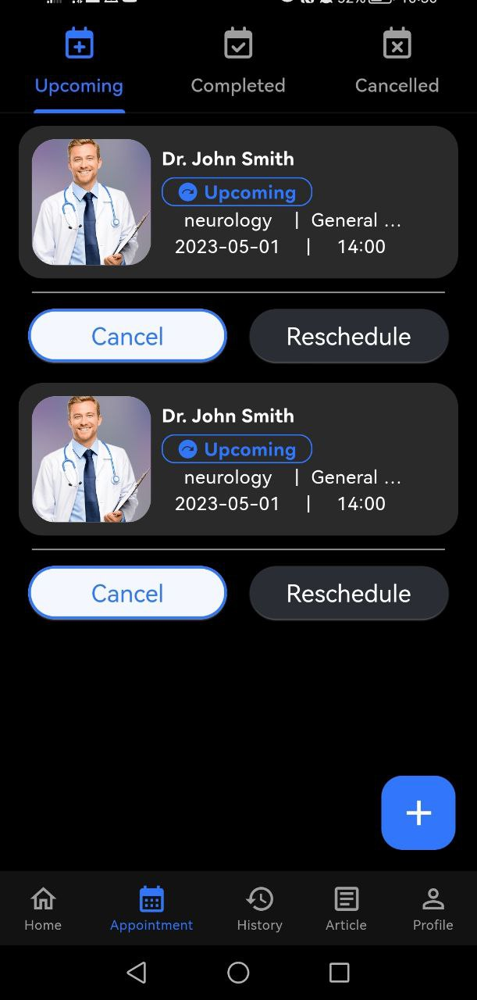 Upcoming Completed Cancelled
Dr. John Smith
Upcoming
neurology | General ...
2023-05-01 | 14:00
Cancel Reschedule
Dr. John Smith
Upcoming
neurology | General ...
2023-05-01 | 14:00
Cancel Reschedule
+
Home Appointment History Article Profile